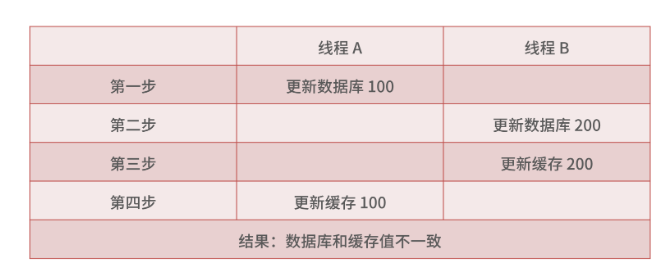 线程 A 线程 B
第一步 更新数据库 100
第二步 更新数据库 200
第三步 更新缓存 200
第四步 更新缓存 100
结果：数据库和缓存值不一致